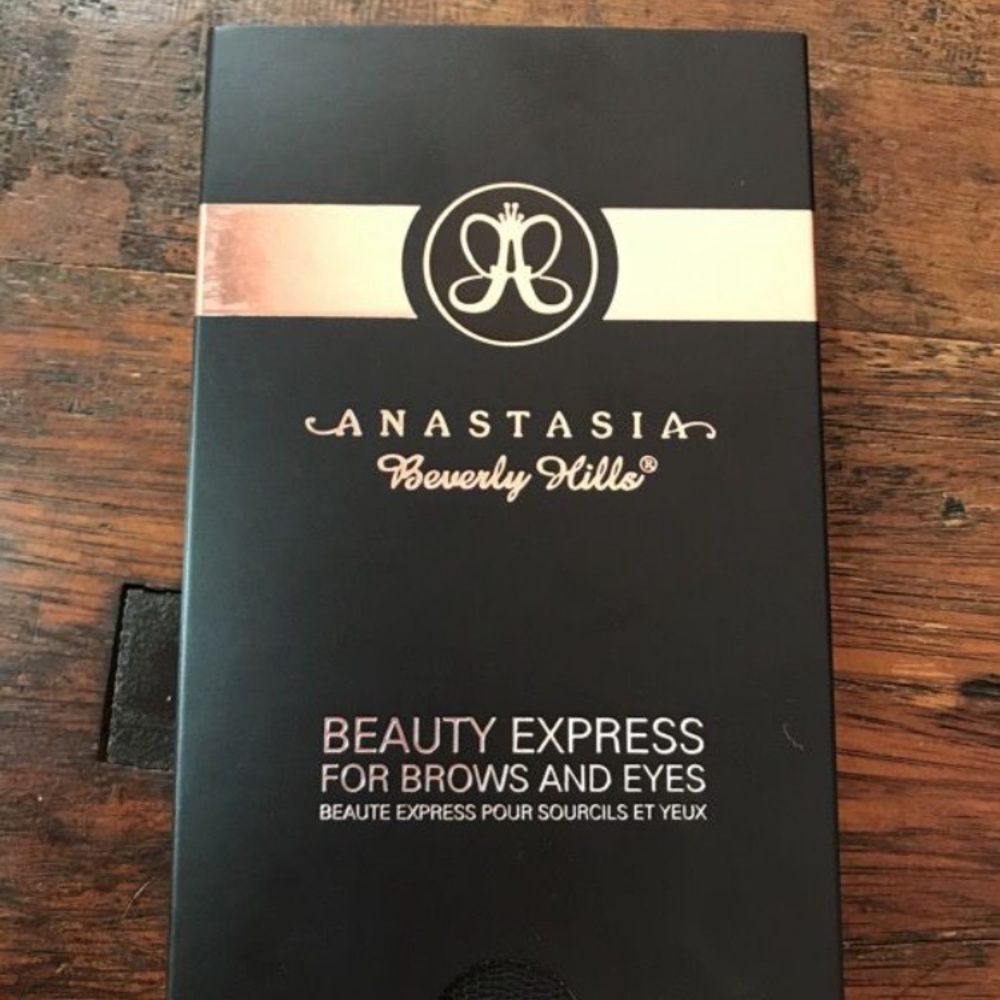 ANASTASIA
Beverly Hills®
BEAUTY EXPRESS
FOR BROWS AND EYES
BEAUTE EXPRESS POUR SOURCILS ET YEUX